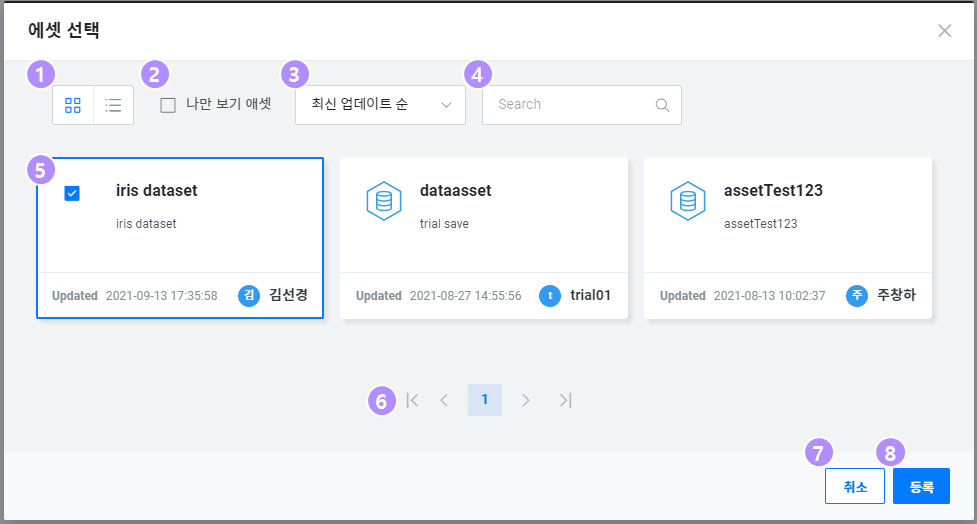 에셋 선택
1
2
3
4
나만 보기 애셋
최신 업데이트 순
Search
5
iris dataset
iris dataset
Updated 2021-09-13 17:35:58 김 김선경
dataasset
trial save
Updated 2021-08-27 14:55:56 t trial01
assetTest123
assetTest123
Updated 2021-08-13 10:02:37 주 주창하
6
1
7
8
취소
등록